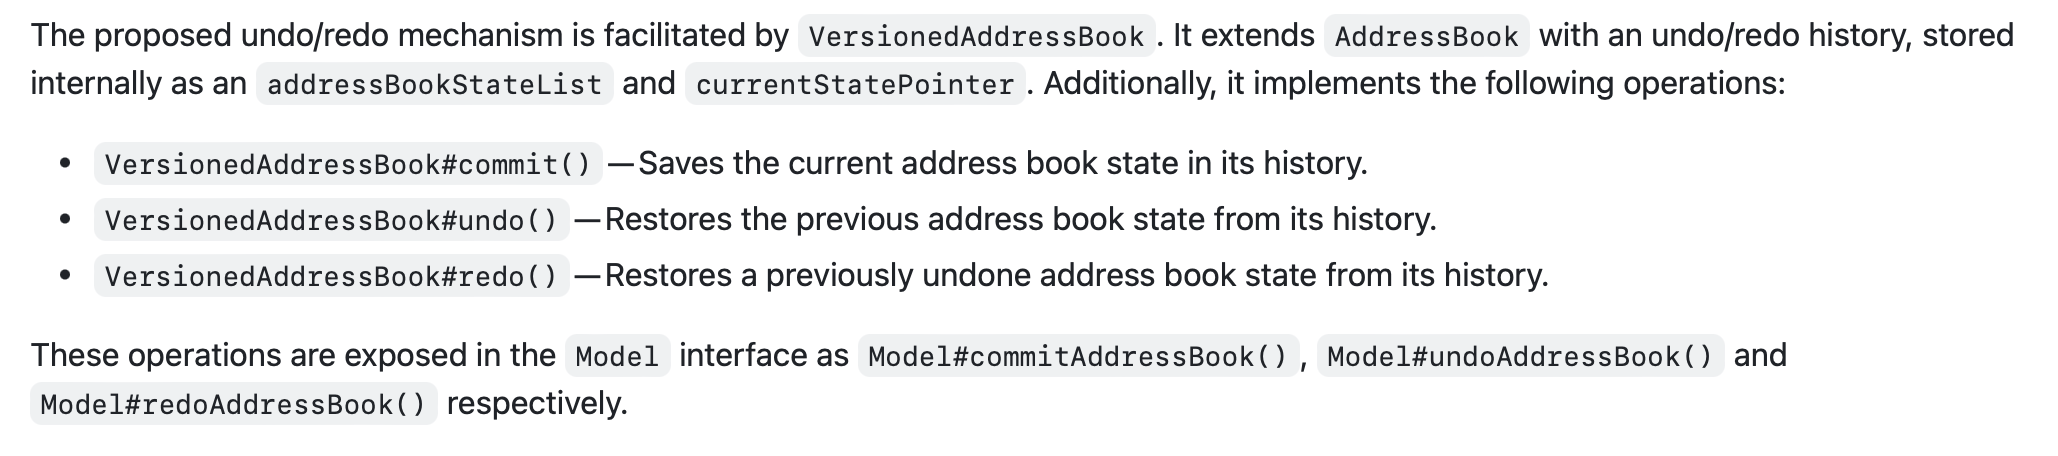 The proposed undo/redo mechanism is facilitated by VersionedAddressBook. It extends AddressBook with an undo/redo history, stored
internally as an addressBookStateList and currentStatePointer. Additionally, it implements the following operations:
• VersionedAddressBook#commit() — Saves the current address book state in its history.
• VersionedAddressBook#undo() — Restores the previous address book state from its history.
• VersionedAddressBook#redo() — Restores a previously undone address book state from its history.
These operations are exposed in the Model interface as Model#commitAddressBook(), Model#undoAddressBook() and
Model#redoAddressBook() respectively.